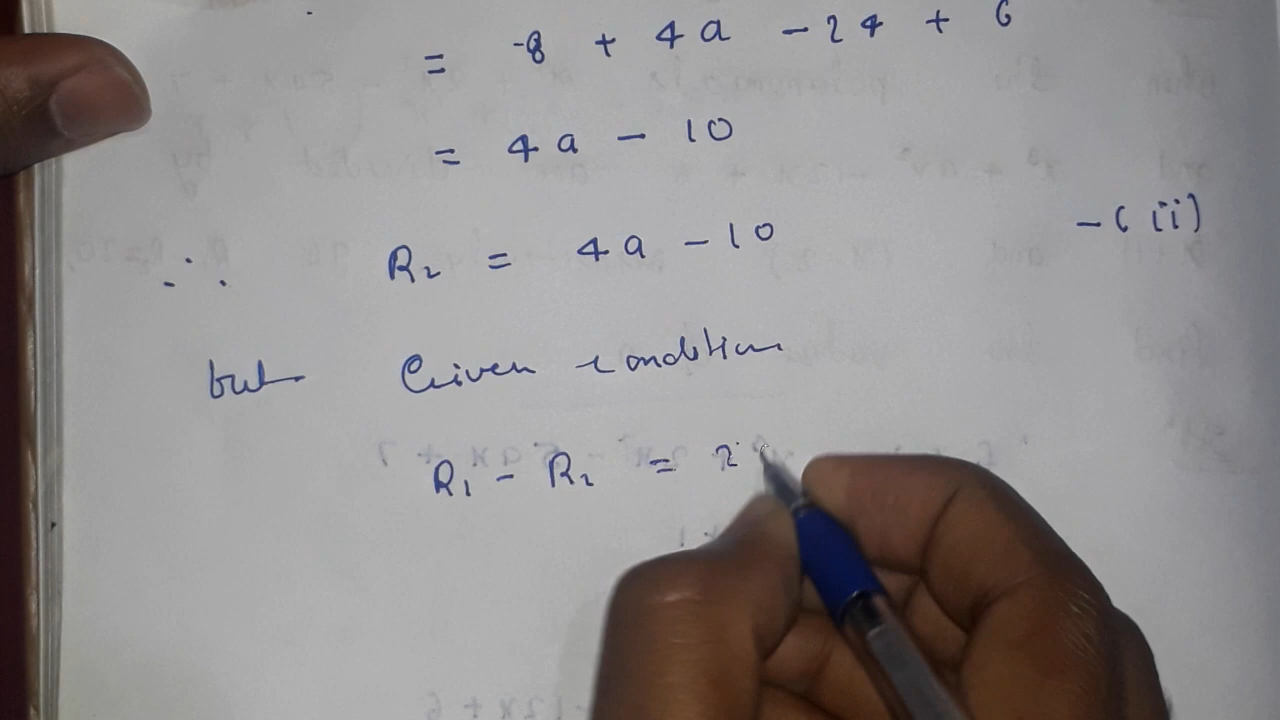 = -8 + 4a - 24 + 6
= 4a - 10
∴ R₂ = 4a - 10 -(ii)
but Given condition
R₁ - R₂ = 2